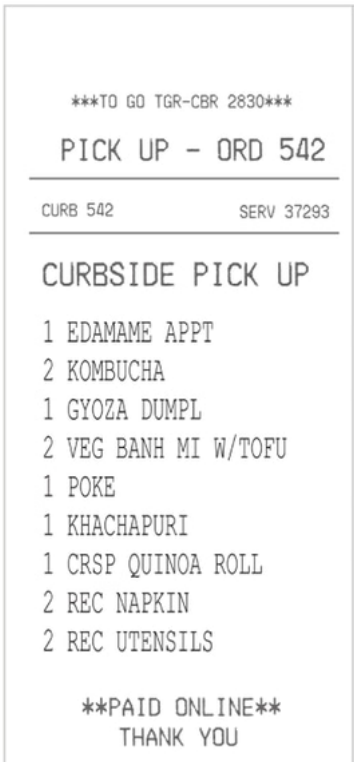 ***TO GO TGR-CBR 2830***
PICK UP - ORD 542
CURB 542 SERV 37293
CURBSIDE PICK UP
1 EDAMAME APPT
2 KOMBUCHA
1 GYOZA DUMPL
2 VEG BANH MI W/TOFU
1 POKE
1 KHACHAPURI
1 CRSP QUINOA ROLL
2 REC NAPKIN
2 REC UTENSILS
**PAID ONLINE**
THANK YOU